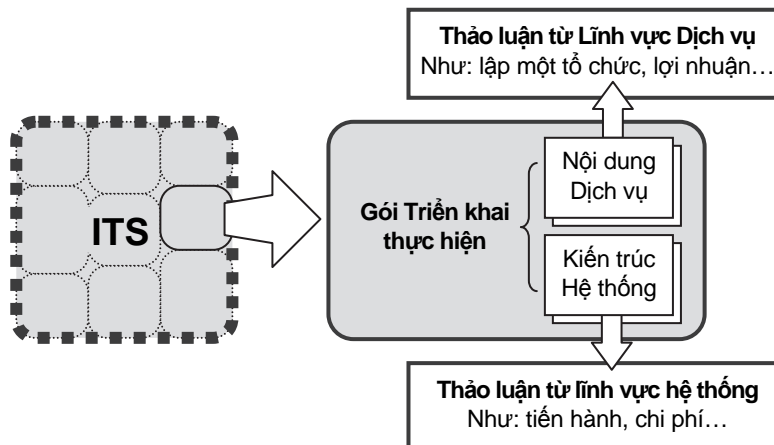 Thảo luận từ Lĩnh vực Dịch vụ
Như: lập một tổ chức, lợi nhuận…
ITS
Gói Triển khai
thực hiện
Nội dung
Dịch vụ
Kiến trúc
Hệ thống
Thảo luận từ lĩnh vực hệ thống
Như: tiến hành, chi phí…